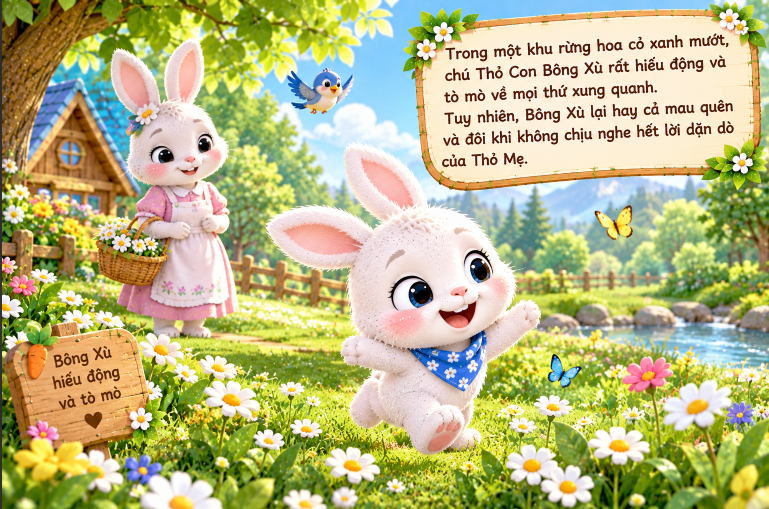 Trong một khu rừng hoa cỏ xanh mướt,
chú Thỏ Con Bông Xù rất hiếu động và
tò mò về mọi thứ xung quanh.
Tuy nhiên, Bông Xù lại hay cả mau quên
và đôi khi không chịu nghe hết lời dặn dò
của Thỏ Mẹ.
Bông Xù
hiếu động
và tò mò